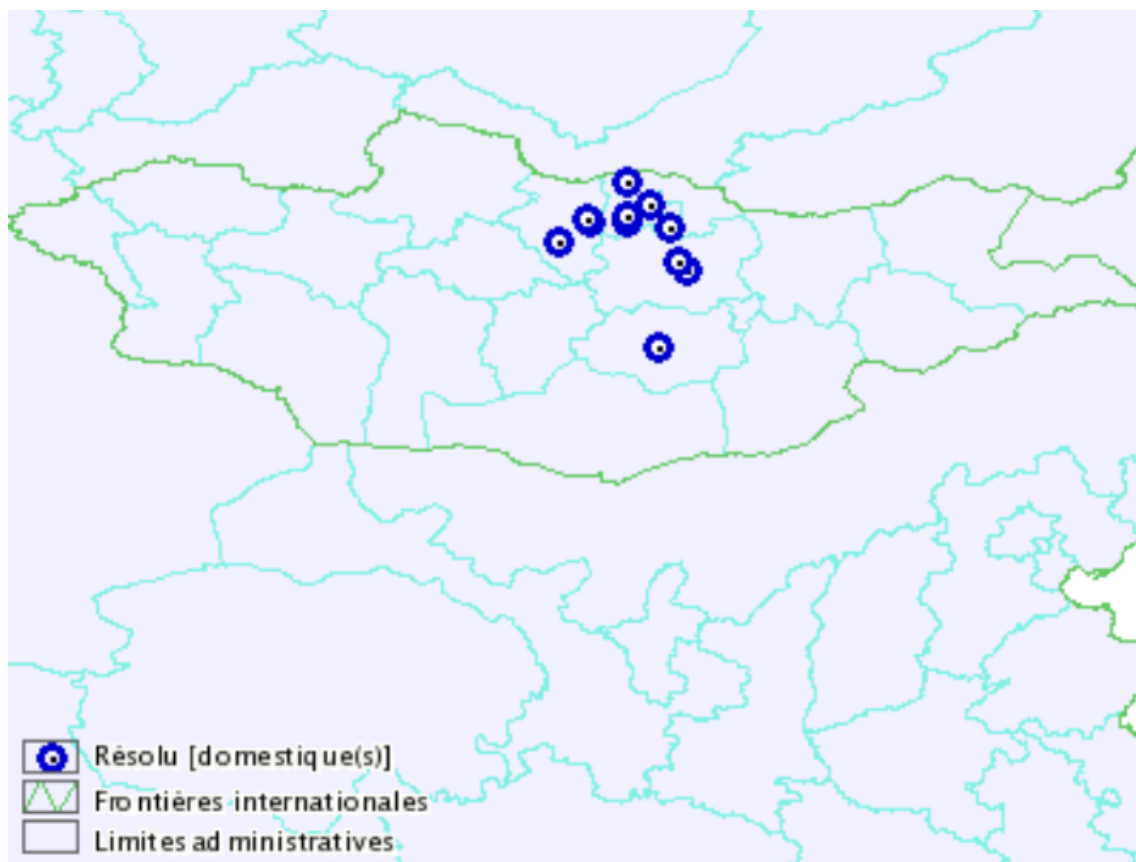 Résolu [domestique(s)]
Frontières internationales
Limites administratives